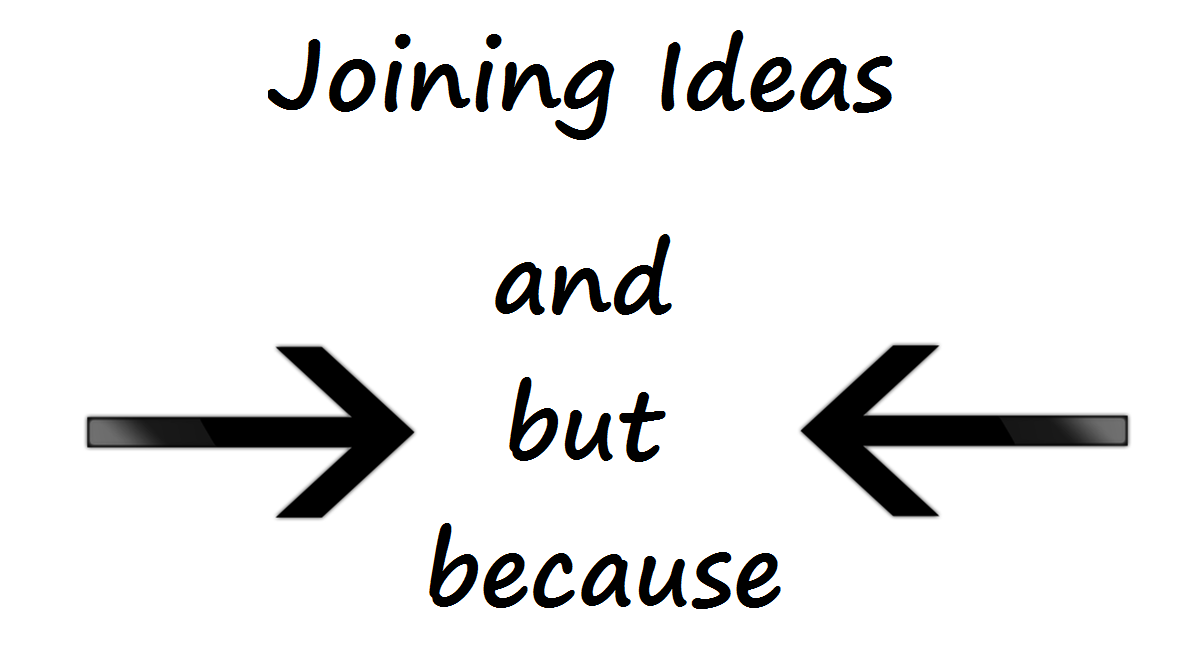 Joining Ideas
and
but
because